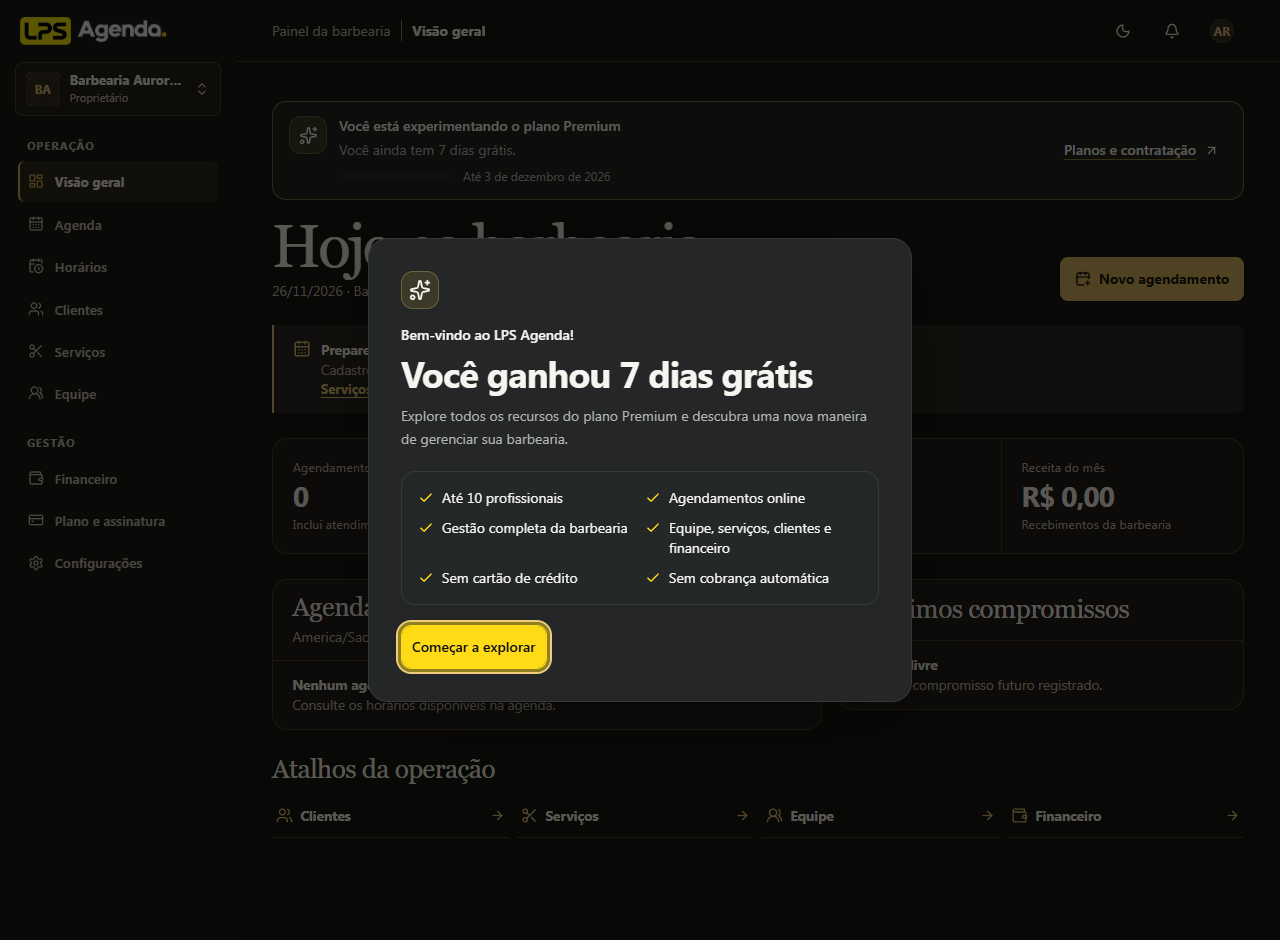 LPS Agenda.
Painel da barbearia
Visão geral
AR
BA
Barbearia Auror...
Proprietário
OPERAÇÃO
Visão geral
Agenda
Horários
Clientes
Serviços
Equipe
GESTÃO
Financeiro
Plano e assinatura
Configurações
Você está experimentando o plano Premium
Você ainda tem 7 dias grátis.
Até 3 de dezembro de 2026
Planos e contratação
Hoje
26/11/2026 · Ba
Novo agendamento
Prepare
Cadastr
Serviços
Bem-vindo ao LPS Agenda!
Você ganhou 7 dias grátis
Explore todos os recursos do plano Premium e descubra uma nova maneira
de gerenciar sua barbearia.
Até 10 profissionais
Agendamentos online
Gestão completa da barbearia
Equipe, serviços, clientes e
financeiro
Sem cartão de crédito
Sem cobrança automática
Começar a explorar
Agendamento
0
Inclui atendim
Receita do mês
R$ 0,00
Recebimentos da barbearia
Agenda
America/Sao
Nenhum ag
Consulte os horários disponíveis na agenda.
imos compromissos
livre
compromisso futuro registrado.
Atalhos da operação
Clientes
Serviços
Equipe
Financeiro